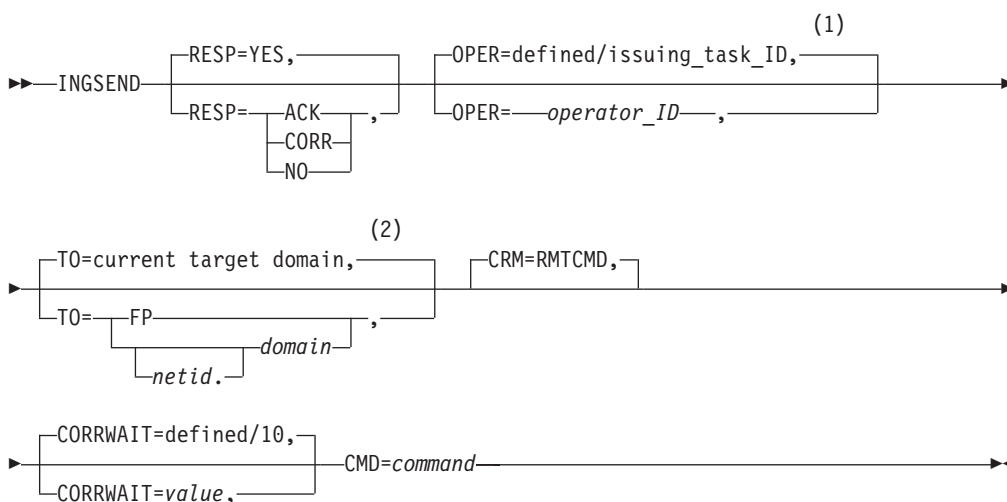 (1)
RESP=YES, OPER=defined/issuing_task_ID,
INGSEND
RESP= ACK , OPER= operator_ID ,
CORR
NO
(2)
TO=current target domain, CRM=RMTCMD,
TO= FP ,
domain
netid.
CORRWAIT=defined/10,
CMD=command
CORRWAIT=value,